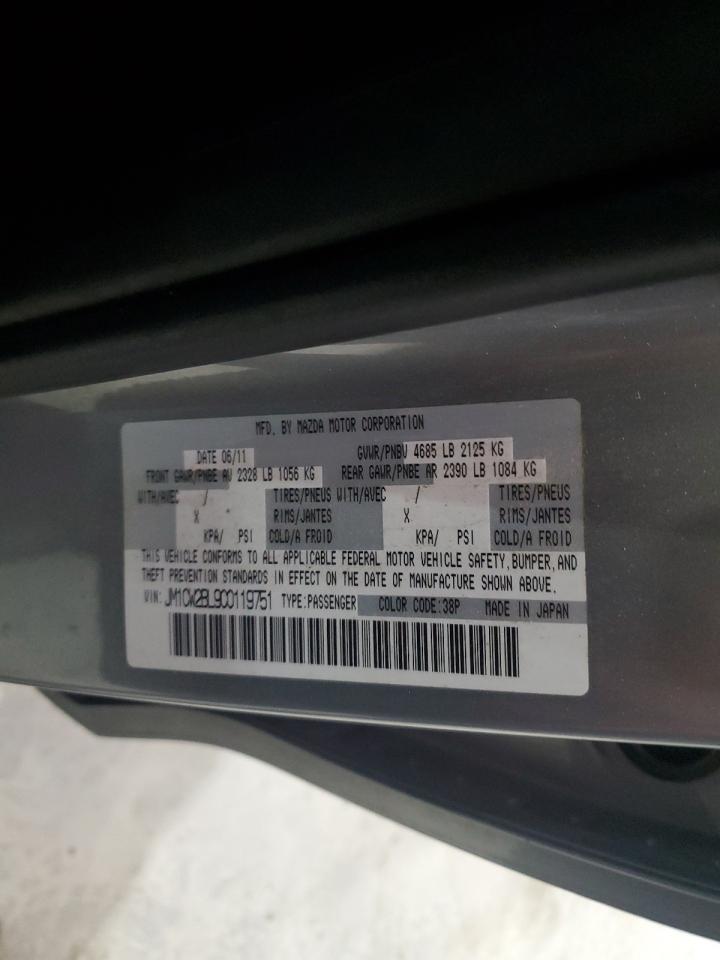 MFD. BY MAZDA MOTOR CORPORATION
DATE 06/11 GVWR/PNBV 4685 LB 2125 KG
FRONT GAWR/PNBE AV 2328 LB 1056 KG REAR GAWR/PNBE AR 2390 LB 1084 KG
WITH/AVEC / TIRES/PNEUS WITH/AVEC / TIRES/PNEUS
X RIMS/JANTES X RIMS/JANTES
KPA/ PSI COLD/A FROID KPA/ PSI COLD/A FROID
THIS VEHICLE CONFORMS TO ALL APPLICABLE FEDERAL MOTOR VEHICLE SAFETY, BUMPER, AND
THEFT PREVENTION STANDARDS IN EFFECT ON THE DATE OF MANUFACTURE SHOWN ABOVE.
VIN: JM1CW2BL9C0119751 TYPE:PASSENGER COLOR CODE:38P MADE IN JAPAN